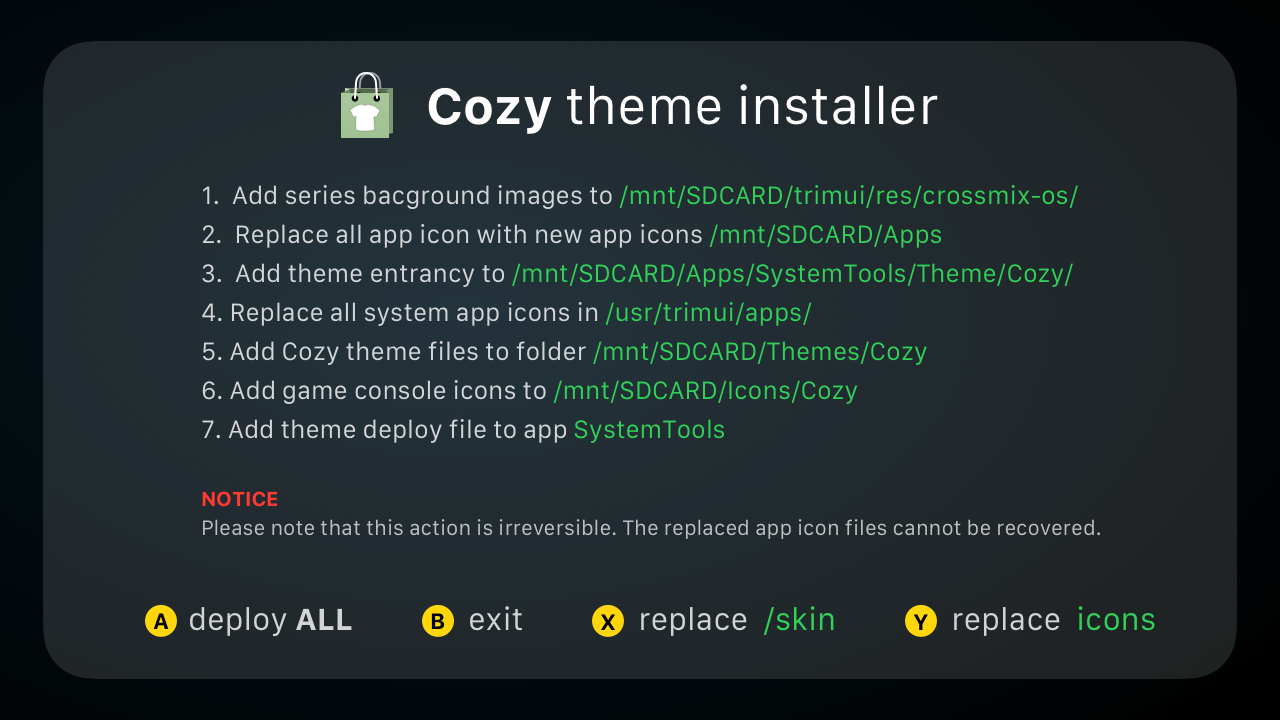 Cozy theme installer
1. Add series bacground images to /mnt/SDCARD/trimui/res/crossmix-os/
2. Replace all app icon with new app icons /mnt/SDCARD/Apps
3. Add theme entrancy to /mnt/SDCARD/Apps/SystemTools/Theme/Cozy/
4. Replace all system app icons in /usr/trimui/apps/
5. Add Cozy theme files to folder /mnt/SDCARD/Themes/Cozy
6. Add game console icons to /mnt/SDCARD/Icons/Cozy
7. Add theme deploy file to app SystemTools
NOTICE
Please note that this action is irreversible. The replaced app icon files cannot be recovered.
A deploy ALL B exit X replace /skin Y replace icons